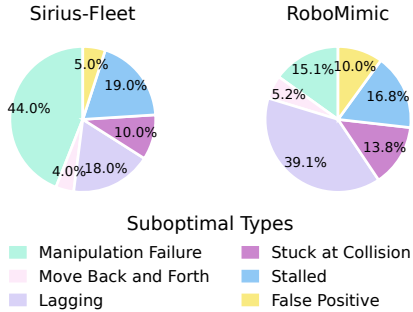 Sirius-Fleet
RoboMimic
5.0%
19.0%
44.0%
10.0%
18.0%
4.0%
10.0%
15.1%
16.8%
5.2%
13.8%
39.1%
Suboptimal Types
Manipulation Failure
Move Back and Forth
Lagging
Stuck at Collision
Stalled
False Positive